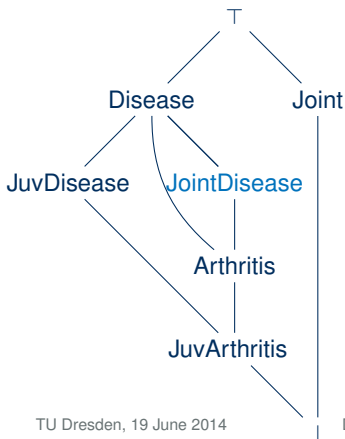 ⊤
Disease Joint
JuvDisease JointDisease
Arthritis
JuvArthritis
TU Dresden, 19 June 2014